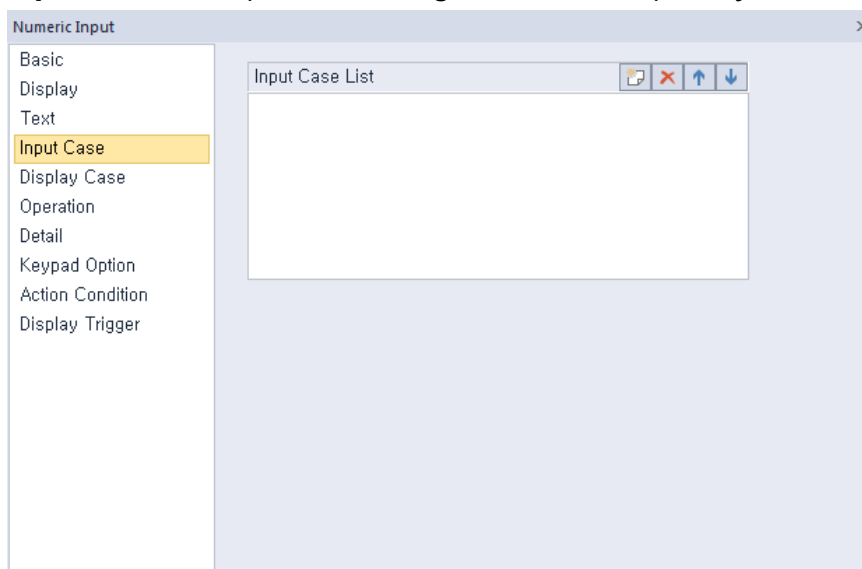 Numeric Input
Basic
Display
Text
Input Case
Display Case
Operation
Detail
Keypad Option
Action Condition
Display Trigger
Input Case List